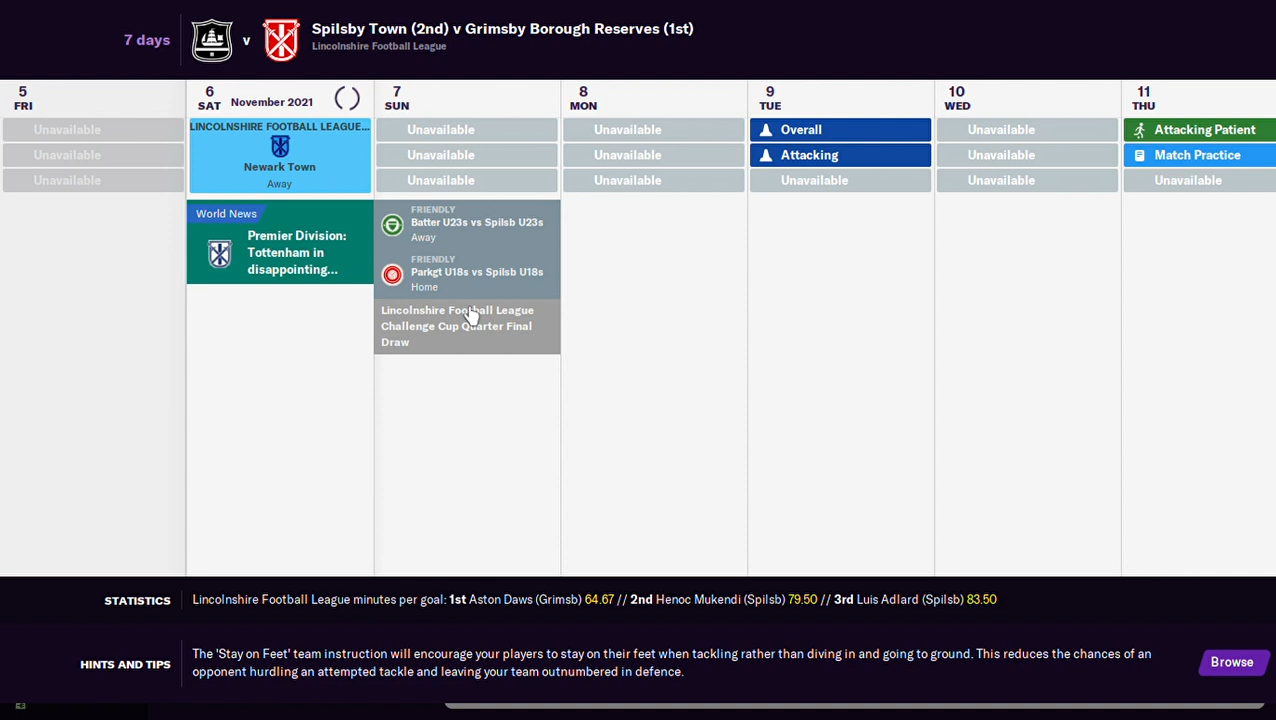 7 days
v
Spilsby Town (2nd) v Grimsby Borough Reserves (1st)
Lincolnshire Football League
5
FRI
6
SAT
November 2021
7
SUN
8
MON
9
TUE
10
WED
11
THU
Unavailable
Unavailable
Unavailable
LINCOLNSHIRE FOOTBALL LEAGUE...
Newark Town
Away
World News
Premier Division:
Tottenham in
disappointing...
Unavailable
Unavailable
Unavailable
FRIENDLY
Batter U23s vs Spilsb U23s
Away
FRIENDLY
Parkgt U18s vs Spilsb U18s
Home
Lincolnshire Football League
Challenge Cup Quarter Final
Draw
Unavailable
Unavailable
Unavailable
Overall
Attacking
Unavailable
Unavailable
Unavailable
Unavailable
Attacking Patient
Match Practice
Unavailable
STATISTICS
Lincolnshire Football League minutes per goal: 1st Aston Daws (Grimsb) 64.67 // 2nd Henoc Mukendi (Spilsb) 79.50 // 3rd Luis Adlard (Spilsb) 83.50
HINTS AND TIPS
The 'Stay on Feet' team instruction will encourage your players to stay on their feet when tackling rather than diving in and going to ground. This reduces the chances of an
opponent hurdling an attempted tackle and leaving your team outnumbered in defence.
Browse